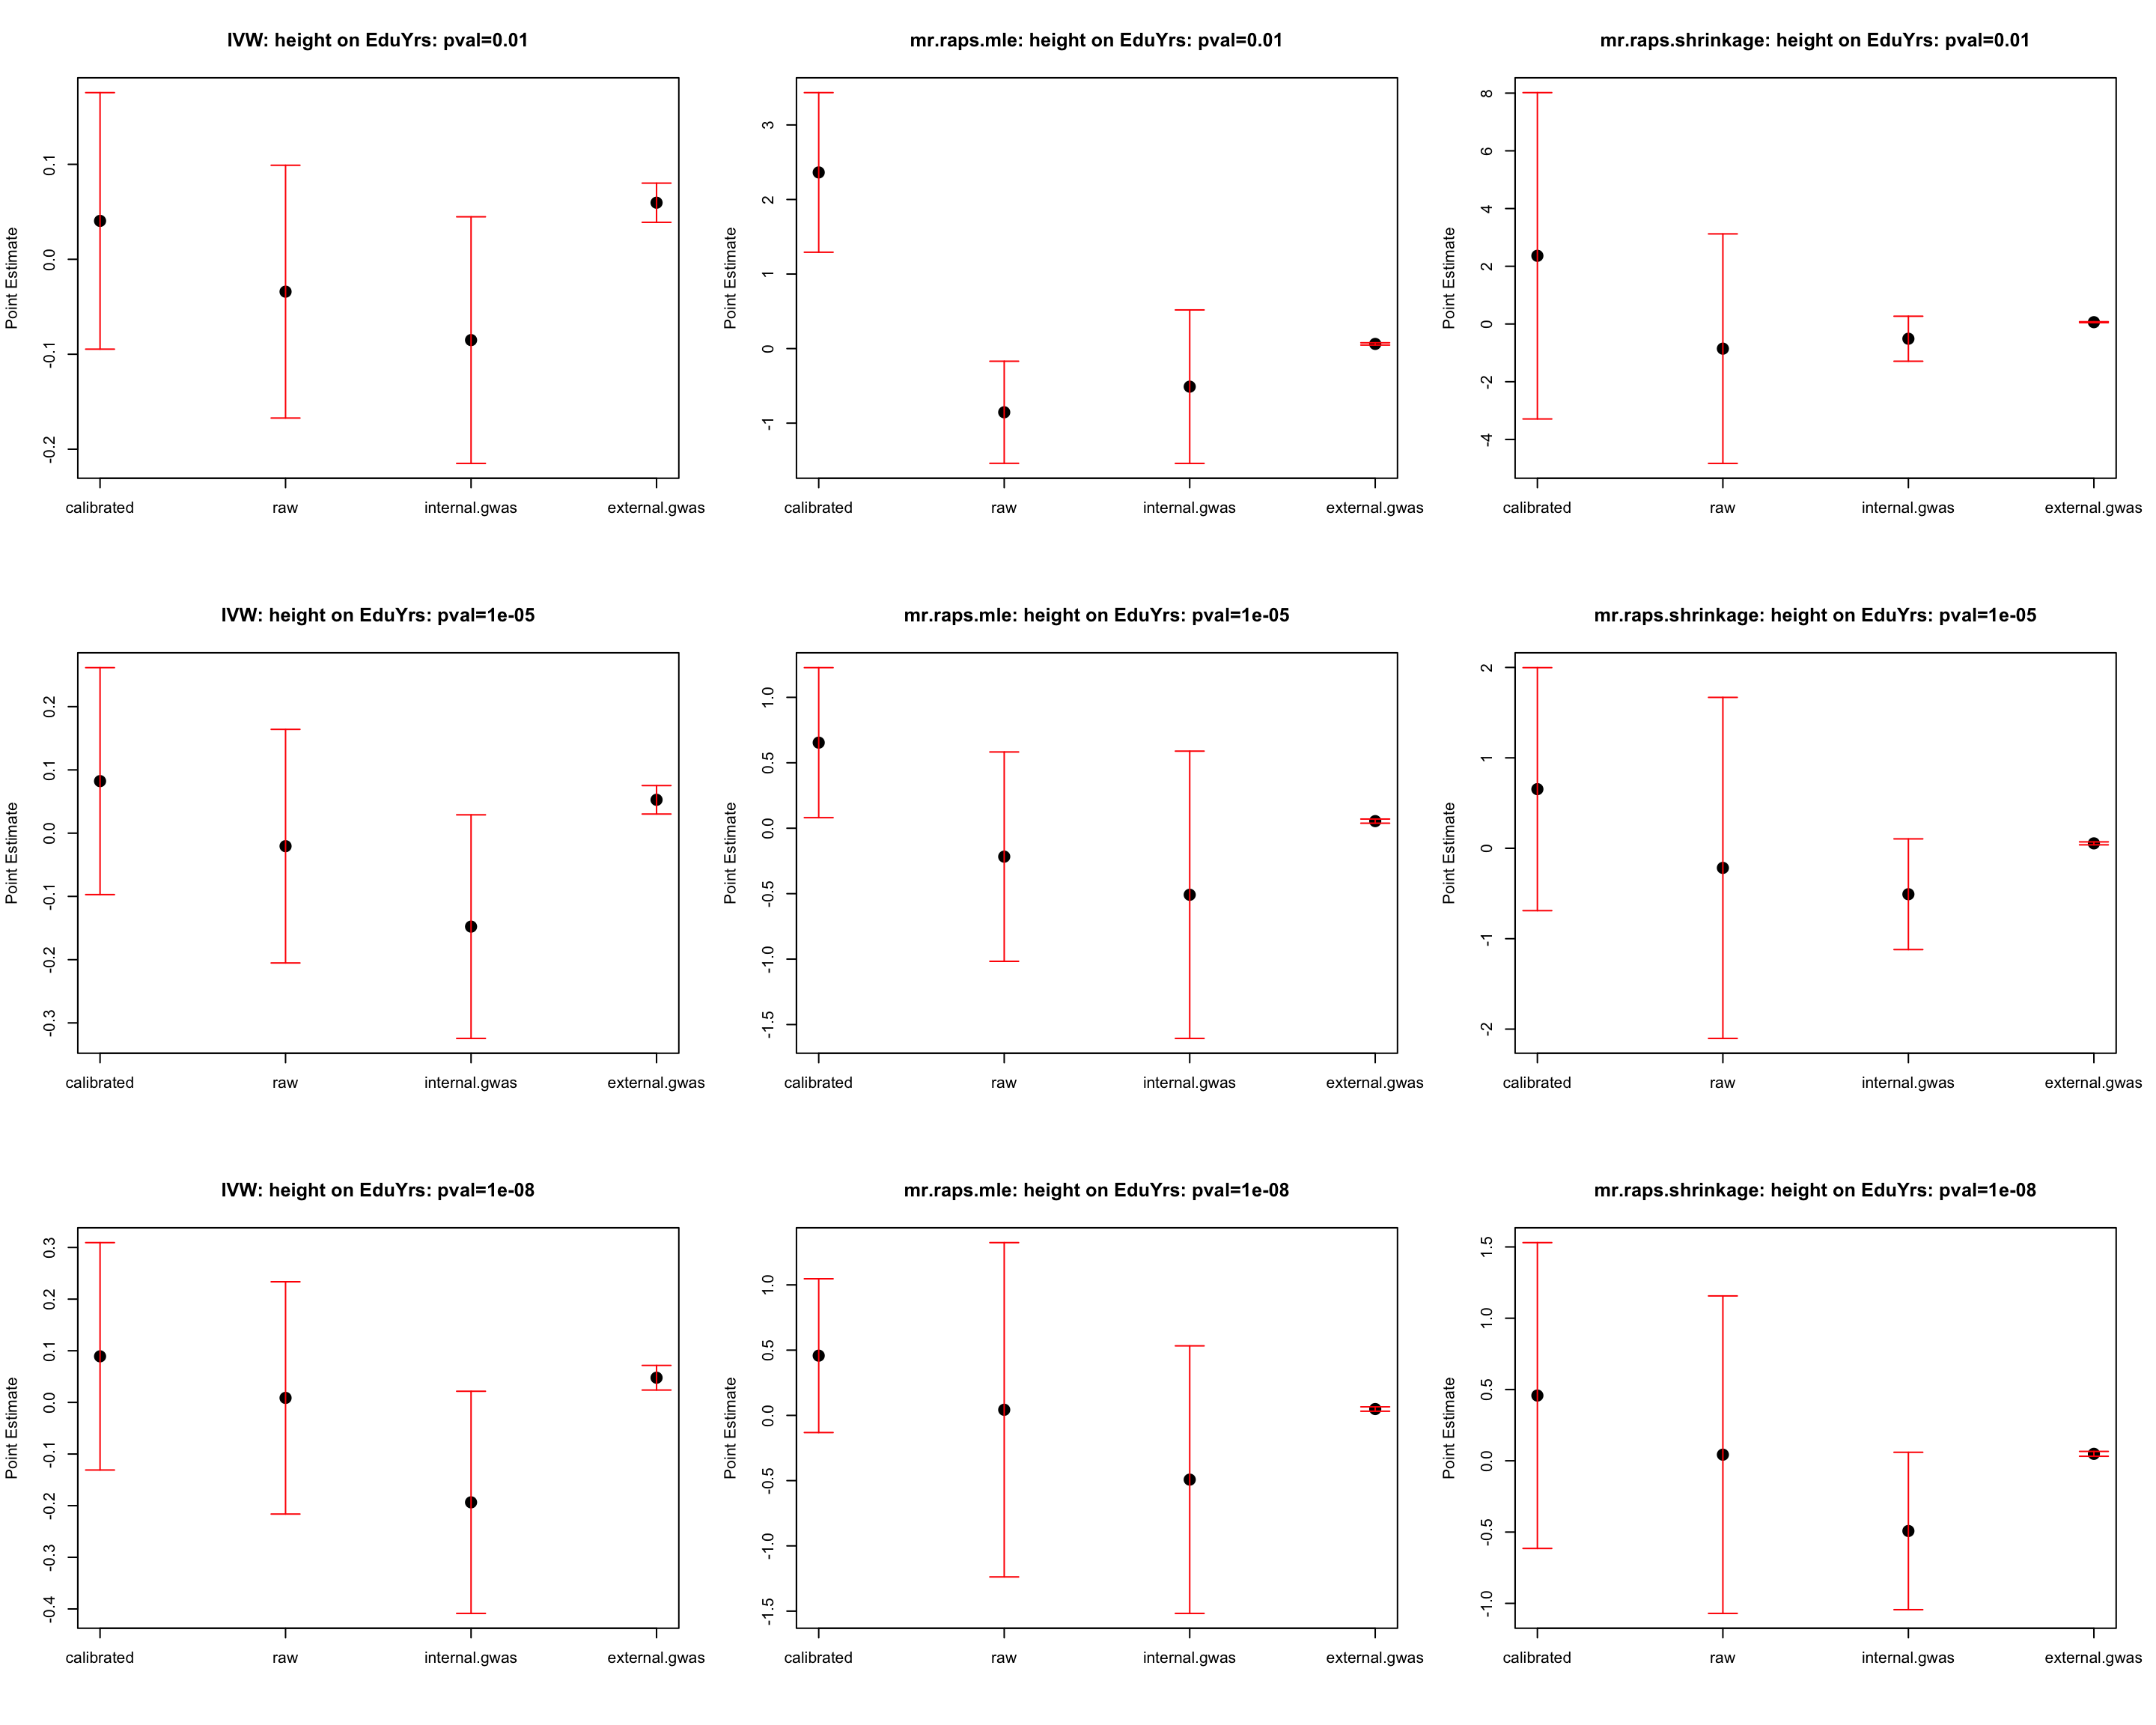 IVW: height on EduYrs: pval=0.01
Point Estimate
0.1
0.0
-0.1
-0.2
calibrated raw internal.gwas external.gwas
mr.raps.mle: height on EduYrs: pval=0.01
Point Estimate
3
2
1
0
-1
calibrated raw internal.gwas external.gwas
mr.raps.shrinkage: height on EduYrs: pval=0.01
Point Estimate
8
6
4
2
0
-2
-4
calibrated raw internal.gwas external.gwas
IVW: height on EduYrs: pval=1e-05
Point Estimate
0.2
0.1
0.0
-0.1
-0.2
-0.3
calibrated raw internal.gwas external.gwas
mr.raps.mle: height on EduYrs: pval=1e-05
Point Estimate
1.0
0.5
0.0
-0.5
-1.0
-1.5
calibrated raw internal.gwas external.gwas
mr.raps.shrinkage: height on EduYrs: pval=1e-05
Point Estimate
2
1
0
-1
-2
calibrated raw internal.gwas external.gwas
IVW: height on EduYrs: pval=1e-08
Point Estimate
0.3
0.2
0.1
0.0
-0.1
-0.2
-0.3
-0.4
calibrated raw internal.gwas external.gwas
mr.raps.mle: height on EduYrs: pval=1e-08
Point Estimate
1.0
0.5
0.0
-0.5
-1.0
-1.5
calibrated raw internal.gwas external.gwas
mr.raps.shrinkage: height on EduYrs: pval=1e-08
Point Estimate
1.5
1.0
0.5
0.0
-0.5
-1.0
calibrated raw internal.gwas external.gwas